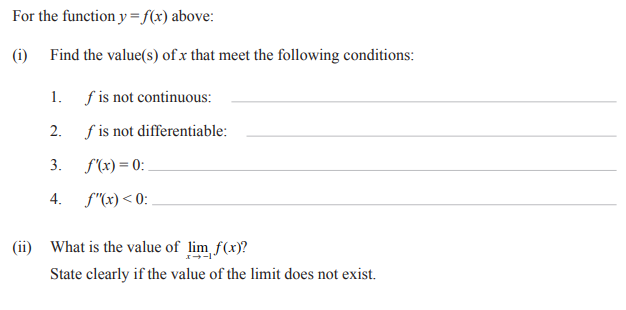 For the function y = f(x) above:
(i) Find the value(s) of x that meet the following conditions:
1. f is not continuous:
2. f is not differentiable:
3. f'(x) = 0:
4. f"(x) < 0:
(ii) What is the value of lim x→−1 f(x)?
State clearly if the value of the limit does not exist.